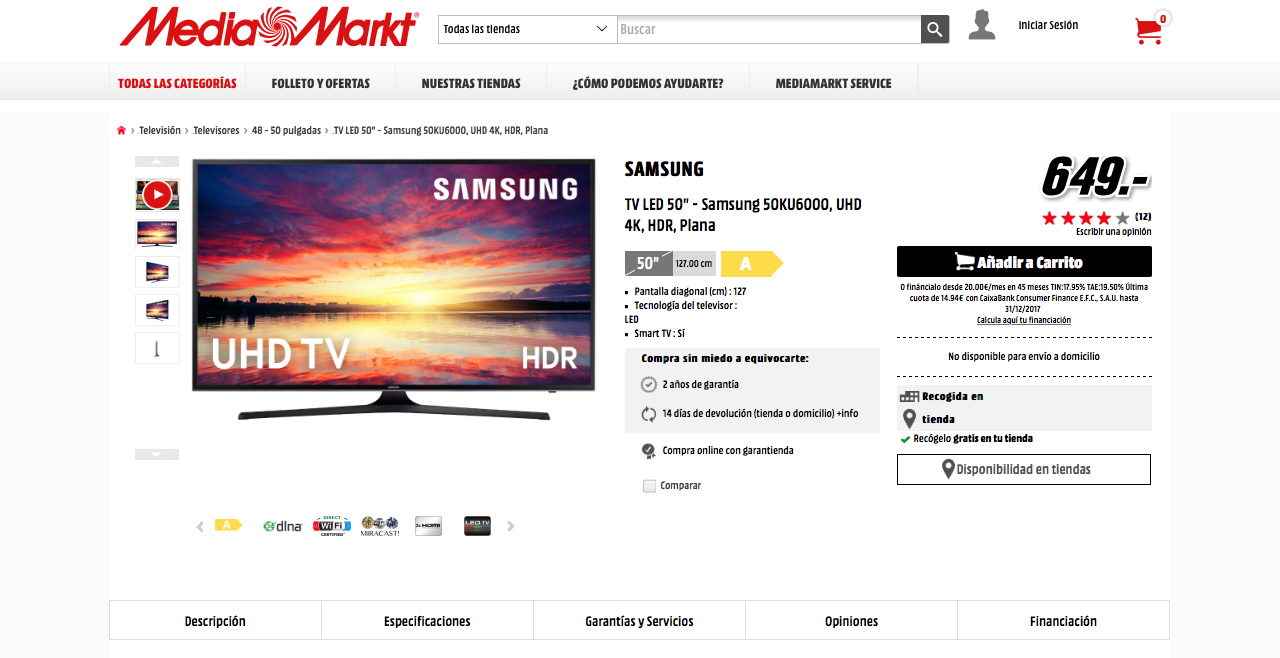 MediaMarkt®
Todas las tiendas
Buscar
Iniciar Sesión
0
TODAS LAS CATEGORÍAS
FOLLETO Y OFERTAS
NUESTRAS TIENDAS
¿CÓMO PODEMOS AYUDARTE?
MEDIAMARKT SERVICE
› Televisión › Televisores › 48 - 50 pulgadas › TV LED 50" - Samsung 50KU6000, UHD 4K, HDR, Plana
SAMSUNG
UHD TV
HDR
A
dlna
DIRECT
Wi Fi
CERTIFIED
MIRACAST!
HDMI
LED TV
SAMSUNG
TV LED 50" - Samsung 50KU6000, UHD
4K, HDR, Plana
50"
127.00 cm
A
Pantalla diagonal (cm) : 127
Tecnología del televisor :
LED
Smart TV : Sí
Compra sin miedo a equivocarte:
2 años de garantía
14 días de devolución (tienda o domicilio) +info
Compra online con garantienda
Comparar
649.-
(12)
Escribir una opinión
Añadir a Carrito
O fináncialo desde 20.00€/mes en 45 meses TIN:17.95% TAE:19.50% Última
cuota de 14.94€ con CaixaBank Consumer Finance E.F.C., S.A.U. hasta
31/12/2017
Calcula aquí tu financiación
No disponible para envío a domicilio
Recogida en
tienda
Recógelo gratis en tu tienda
Disponibilidad en tiendas
Descripción
Especificaciones
Garantías y Servicios
Opiniones
Financiación